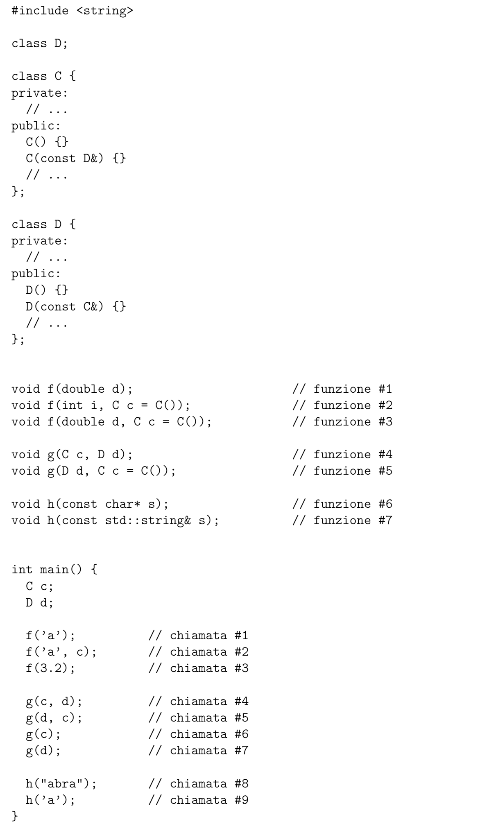 #include <string>
class D;
class C {
private:
// ...
public:
C() {}
C(const D&) {}
// ...
};
class D {
private:
// ...
public:
D() {}
D(const C&) {}
// ...
};
void f(double d); // funzione #1
void f(int i, C c = C()); // funzione #2
void f(double d, C c = C()); // funzione #3
void g(C c, D d); // funzione #4
void g(D d, C c = C()); // funzione #5
void h(const char* s); // funzione #6
void h(const std::string& s); // funzione #7
int main() {
C c;
D d;
f(’a’); // chiamata #1
f(’a’, c); // chiamata #2
f(3.2); // chiamata #3
g(c, d); // chiamata #4
g(d, c); // chiamata #5
g(c); // chiamata #6
g(d); // chiamata #7
h("abra"); // chiamata #8
h(’a’); // chiamata #9
}